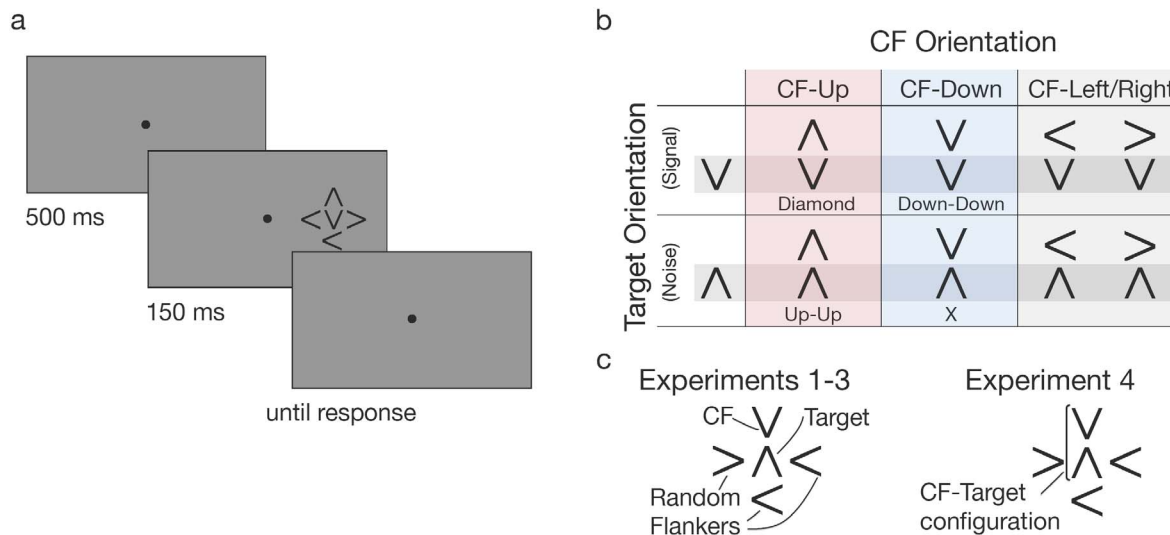 a
500 ms
150 ms
until response
b
CF Orientation
CF-Up CF-Down CF-Left/Right
Target Orientation
(Signal)
Diamond Down-Down
(Noise)
Up-Up X
c
Experiments 1-3 Experiment 4
CF Target
Random
Flankers
CF-Target
configuration